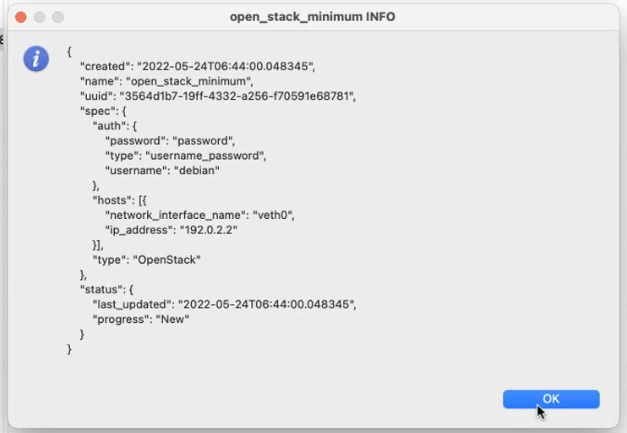 open_stack_minimum INFO
{
"created": "2022-05-24T06:44:00.048345",
"name": "open_stack_minimum",
"uuid": "3564d1b7-19ff-4332-a256-f70591e68781",
"spec": {
"auth": {
"password": "password",
"type": "username_password",
"username": "debian"
},
"hosts": [{
"network_interface_name": "veth0",
"ip_address": "192.0.2.2"
}],
"type": "OpenStack"
},
"status": {
"last_updated": "2022-05-24T06:44:00.048345",
"progress": "New"
}
}
OK